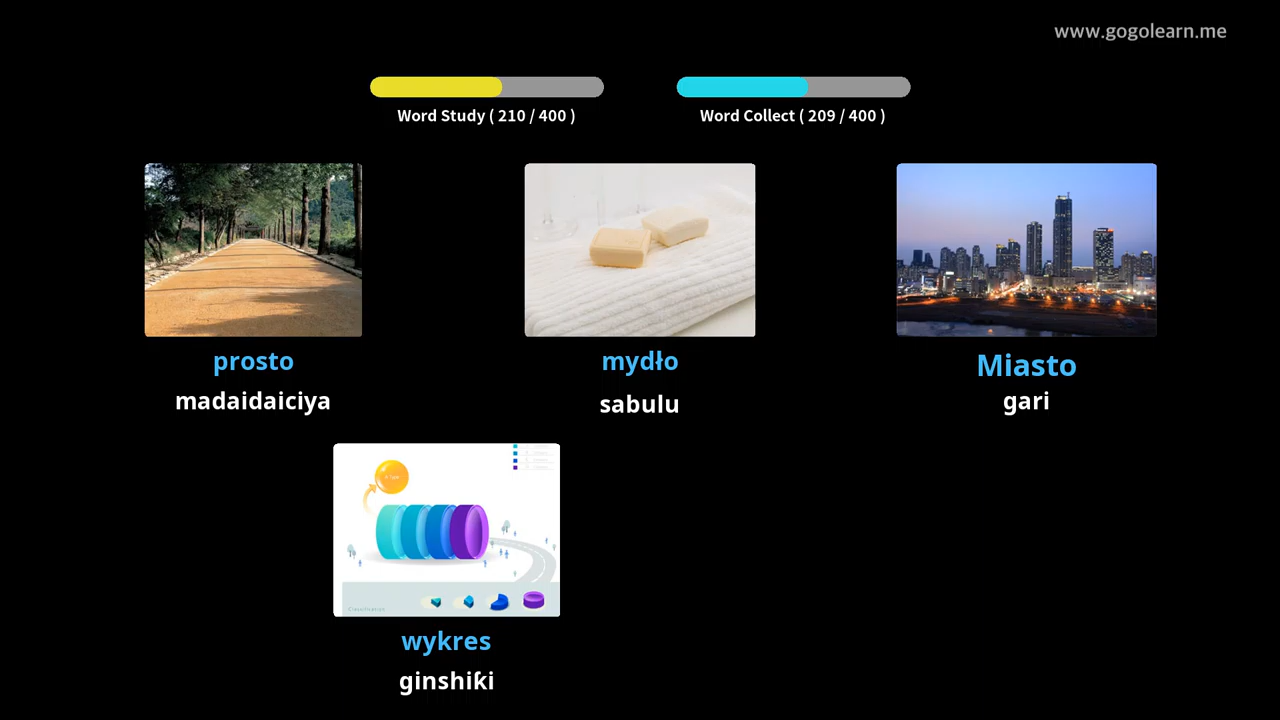 www.gogolearn.me
Word Study ( 210 / 400 )
Word Collect ( 209 / 400 )
prosto
mydło
Miasto
madaidaiciya
sabulu
gari
wykres
ginshiƙi